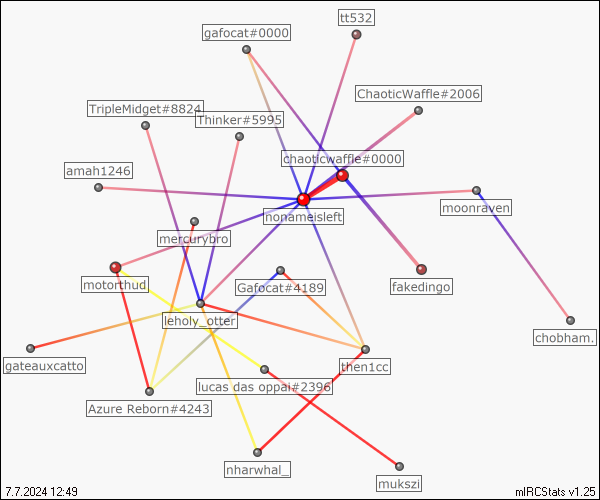 tt532
gafocat#0000
ChaoticWaffle#2006
TripleMidget#8824
Thinker#5995
chaoticwaffle#0000
amah1246
moonraven
nonameisleft
mercurybro
motorthud
Gafocat#4189
fakedingo
leholy_otter
chobham.
gateauxcatto
then1cc
lucas das oppai#2396
Azure Reborn#4243
nharwhal_
mukszi
7.7.2024 12:49
mIRCStats v1.25